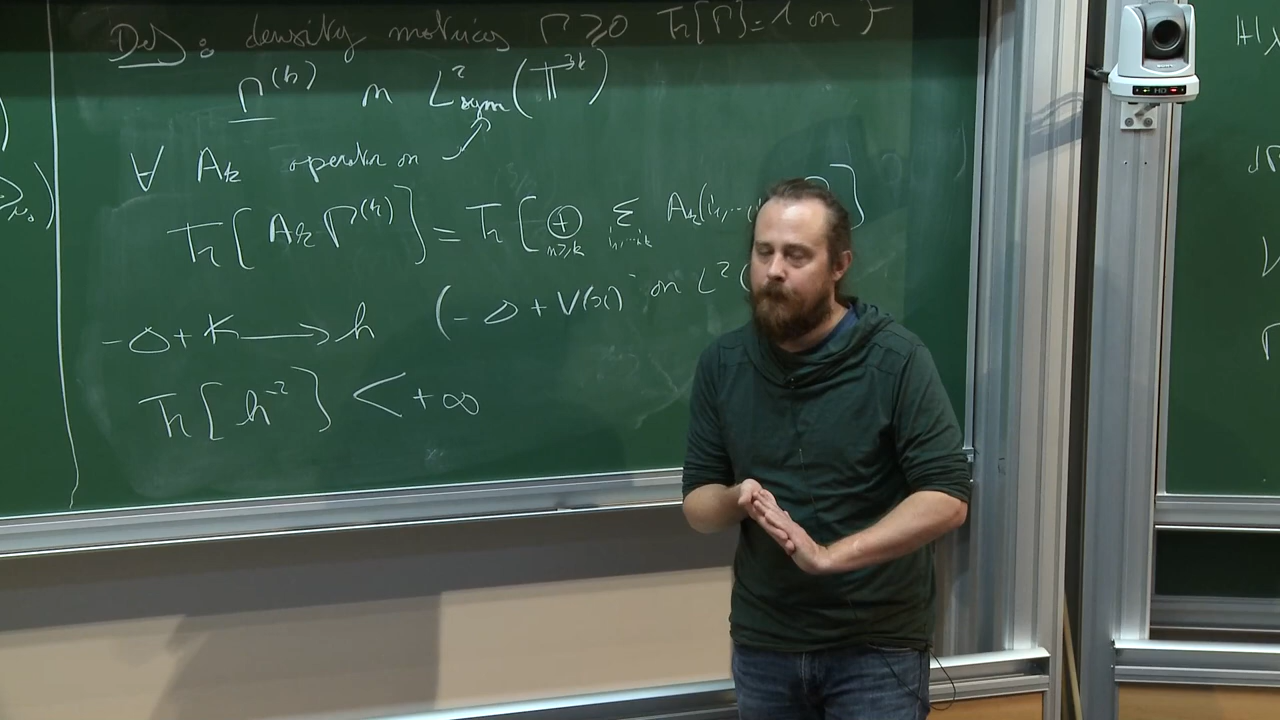 Def : density matrices Γ ⩾ 0 Tr[Γ] = 1 on F
Γ^(k) on L²_sym(𝕋^3k)
∀ A_k operator on
Tr[A_k Γ^(k)] = Tr[⊕_{n⩾k} Σ_{i_1,...,i_k} A_k(i_1,...
-Δ + K ⟶ h (-Δ + V(x) on L²(
Tr[h^-2] < +∞
HD